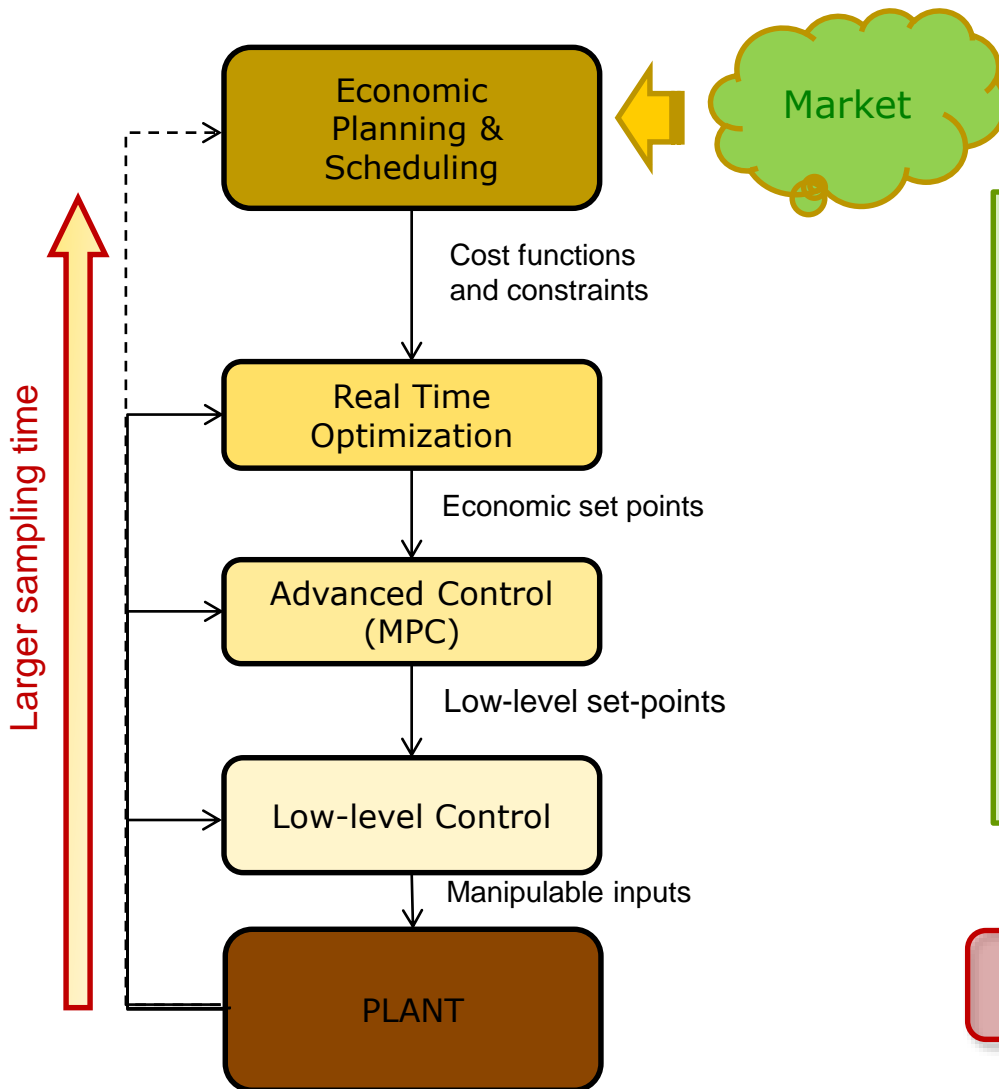 Economic
Planning &
Scheduling
Market
Cost functions
and constraints
Larger sampling time
Real Time
Optimization
Economic set points
Advanced Control
(MPC)
Low-level set-points
Low-level Control
Manipulable inputs
PLANT